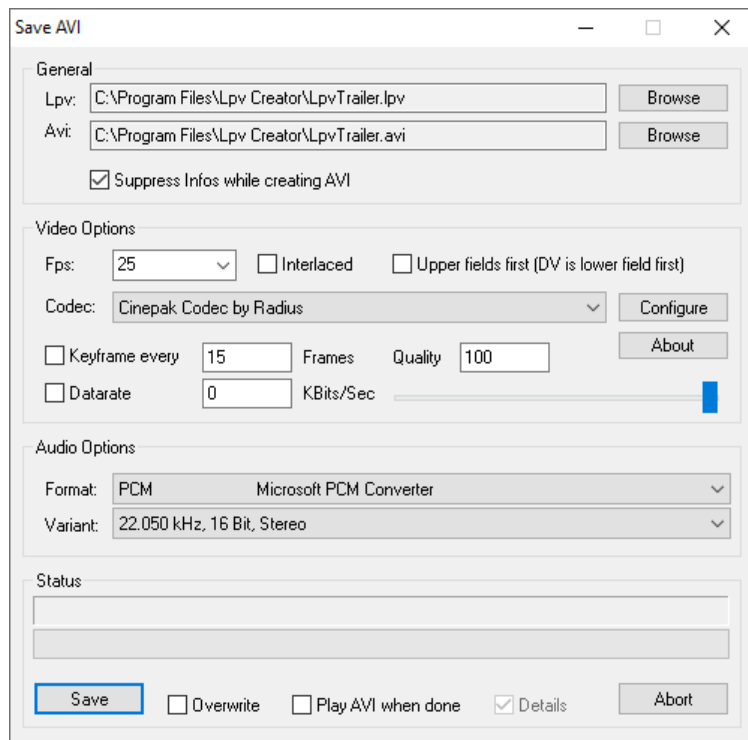 Save AVI
General
Lpv: C:\Program Files\Lpv Creator\LpvTrailer.lpv Browse
Avi: C:\Program Files\Lpv Creator\LpvTrailer.avi Browse
Suppress Infos while creating AVI
Video Options
Fps: 25 Interlaced Upper fields first (DV is lower field first)
Codec: Cinepak Codec by Radius Configure
About
Keyframe every 15 Frames Quality 100
Datarate 0 KBits/Sec
Audio Options
Format: PCM Microsoft PCM Converter
Variant: 22.050 kHz, 16 Bit, Stereo
Status
Save Overwrite Play AVI when done Details Abort